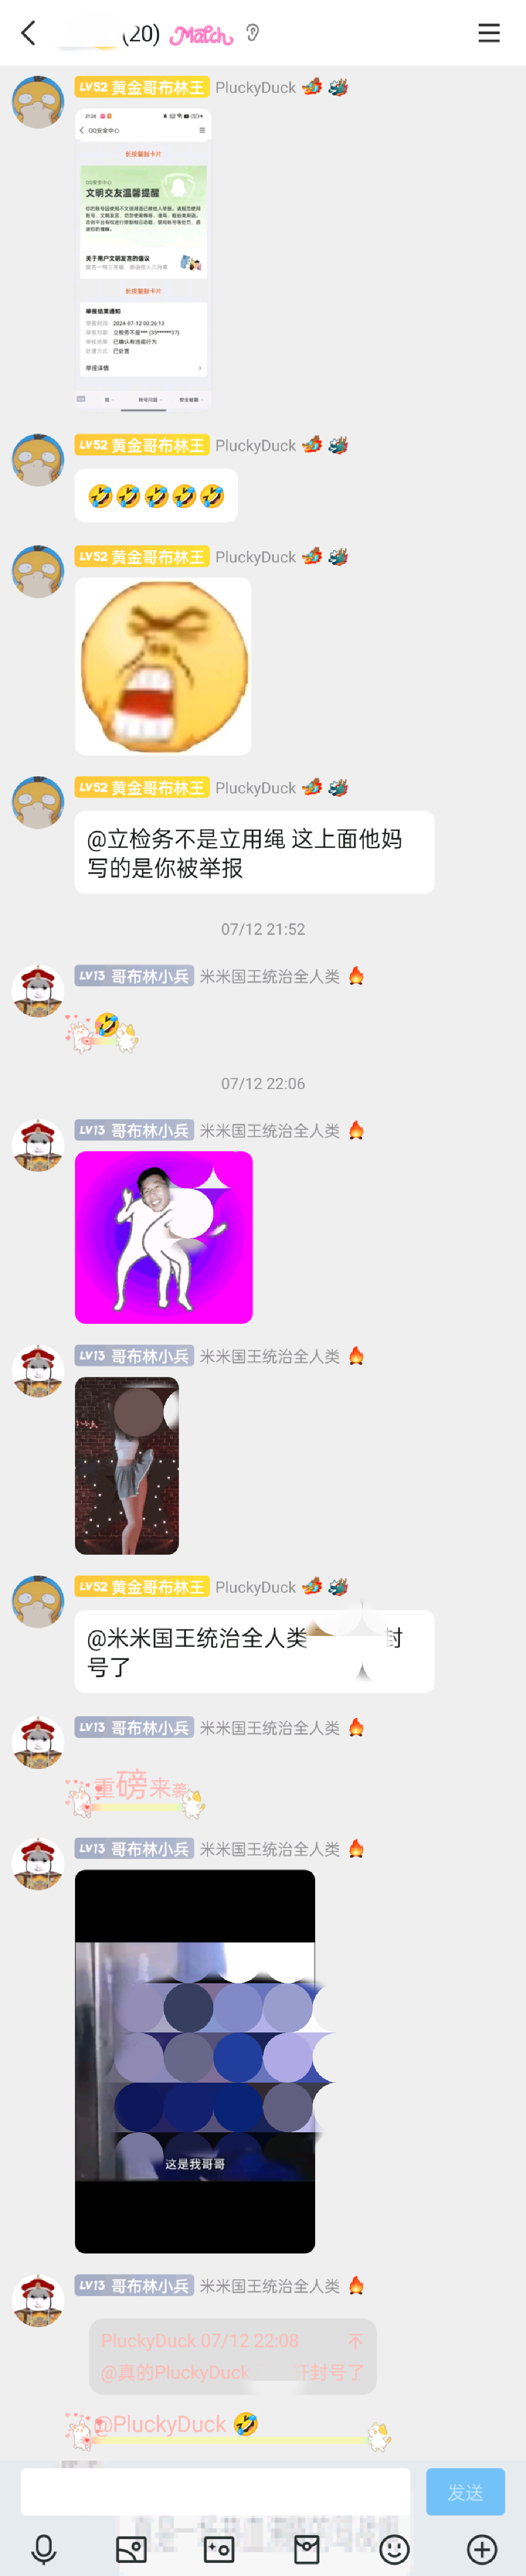 (20) Match
LV52 黄金哥布林王 PluckyDuck
QQ安全中心
长按复制卡片
QQ安全中心
文明交友温馨提醒
关于用户文明发言的倡议
良言一句三冬暖，恶语伤人六月寒
长按复制卡片
举报结果通知
举报时间 2024-07-12 00:26:13
举报对象 立检务不是*** (35******37)
审核结果 已确认有违规行为
处理方式 已处置
举报详情
LV52 黄金哥布林王 PluckyDuck
🤣🤣🤣🤣🤣
LV52 黄金哥布林王 PluckyDuck
LV52 黄金哥布林王 PluckyDuck
@立检务不是立用绳 这上面他妈
写的是你被举报
07/12 21:52
LV13 哥布林小兵 米米国王统治全人类 🔥
🤣
07/12 22:06
LV13 哥布林小兵 米米国王统治全人类 🔥
LV13 哥布林小兵 米米国王统治全人类 🔥
LV52 黄金哥布林王 PluckyDuck
@米米国王统治全人类 封
号了
LV13 哥布林小兵 米米国王统治全人类 🔥
重磅来袭
LV13 哥布林小兵 米米国王统治全人类 🔥
这是我哥哥
LV13 哥布林小兵 米米国王统治全人类 🔥
PluckyDuck 07/12 22:08
@真的PluckyDuck 封号了
@PluckyDuck 🤣
发送